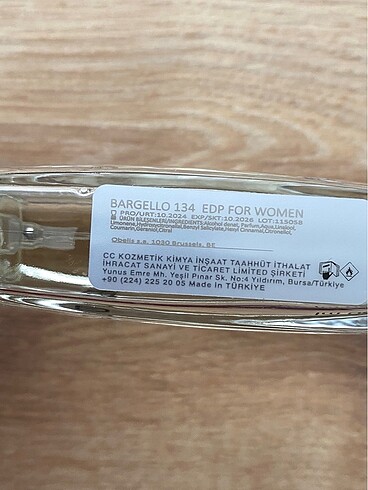 BARGELLO 134 EDP FOR WOMEN
PRO/URT:10.2024 EXP/SKT:10.2026 LOT:115058
ÜRÜN BİLEŞENLERİ/INGREDIENTS:Alcohol denat, Parfum,Aqua,Linalool,
Limonene,Hydroxycitronellal,Benzyl Salicylate,Hexyl Cinnamal,Citronellol,
Coumarin,Geraniol,Citral
Obelis s.a. 1030 Brussels, BE
CC KOZMETİK KİMYA İNŞAAT TAAHHÜT İTHALAT
İHRACAT SANAYİ VE TİCARET LİMİTED ŞİRKETİ
Yunus Emre Mh. Yeşil Pınar Sk. No:4 Yıldırım, Bursa/Türkiye
+90 (224) 225 20 05 Made in TÜRKİYE